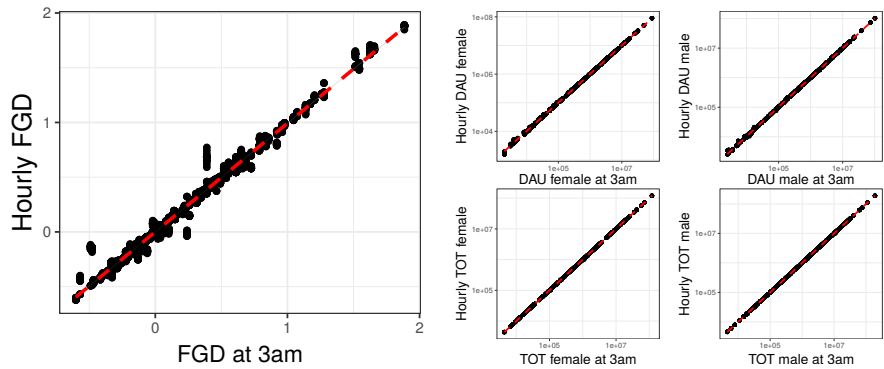 2
1
0
0
1
2
Hourly FGD
FGD at 3am
1e+08
1e+06
1e+04
1e+05
1e+07
Hourly DAU female
DAU female at 3am
1e+07
1e+05
1e+05
1e+07
Hourly DAU male
DAU male at 3am
1e+07
1e+05
1e+05
1e+07
Hourly TOT female
TOT female at 3am
1e+07
1e+05
1e+05
1e+07
Hourly TOT male
TOT male at 3am